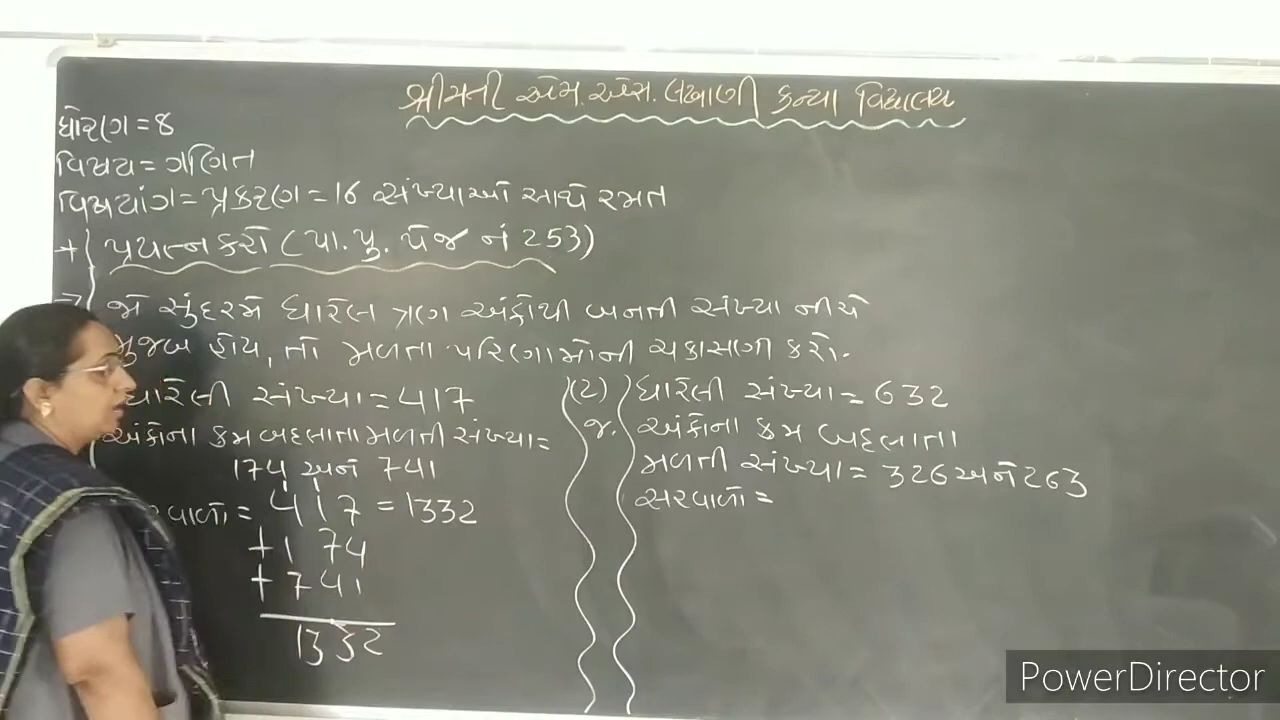 શ્રીમતી એમ. એસ. લખાણી કન્યા વિદ્યાલય
ધોરણ = 8
વિષય = ગણિત
વિષયાંગ = પ્રકરણ = 16 સંખ્યાઓ સાથે રમત
+ પ્રયત્ન કરો (પા. પુ. પેજ નં 253)
જો સુંદરમે ધારેલ ત્રણ અંકોથી બનતી સંખ્યા નીચે
મુજબ હોય, તો મળતા પરિણામોની ચકાસણી કરો.
ધારેલી સંખ્યા = 417
અંકોના ક્રમ બદલાતા મળતી સંખ્યા =
174 અને 741
સરવાળો = 417 = 1332
+ 174
+ 741
1332
(2) ધારેલી સંખ્યા = 632
જ. અંકોના ક્રમ બદલાતા
મળતી સંખ્યા = 326 અને 263
સરવાળો =
PowerDirector